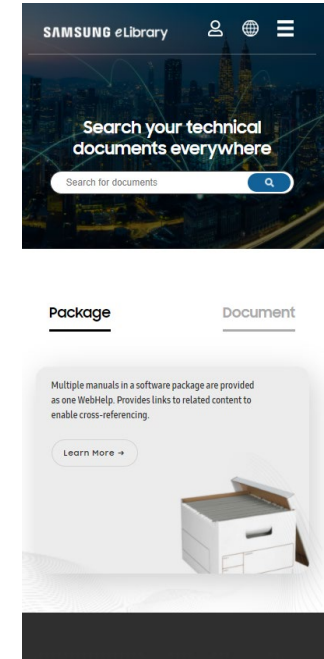 SAMSUNG eLibrary
Search your technical
documents everywhere
Search for documents
Package
Document
Multiple manuals in a software package are provided
as one WebHelp. Provides links to related content to
enable cross-referencing.
Learn More →